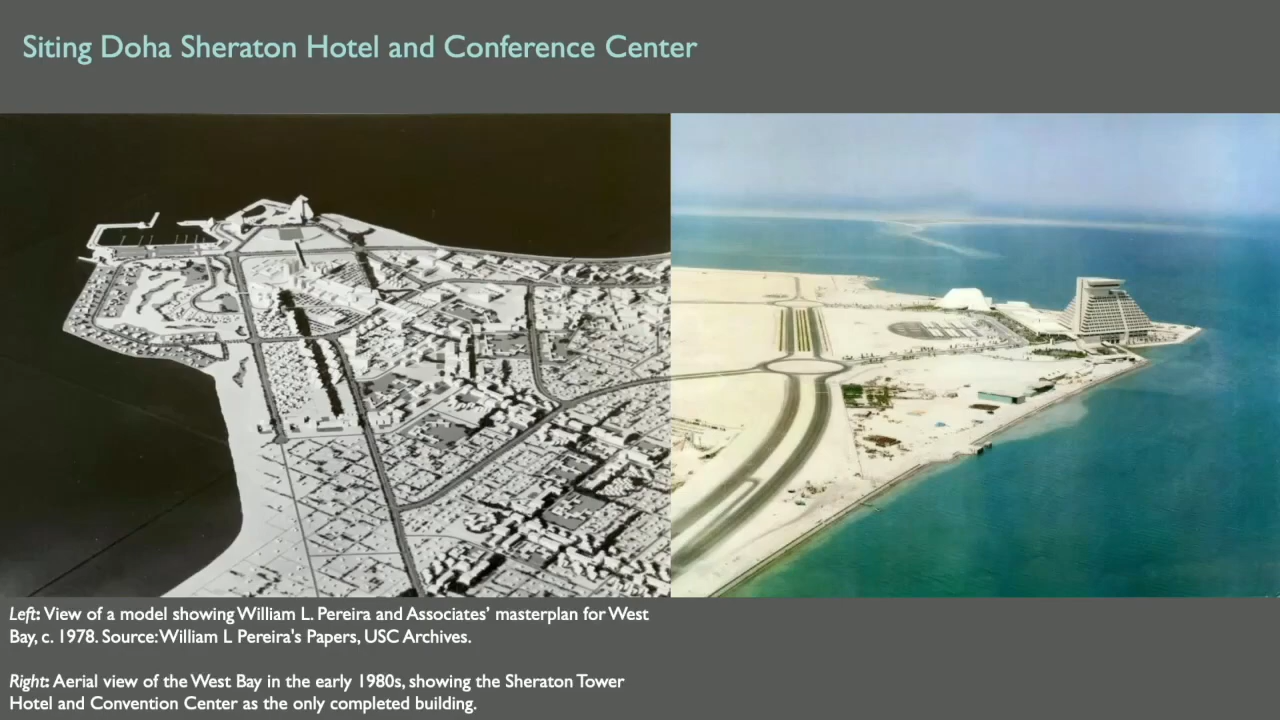 Siting Doha Sheraton Hotel and Conference Center
Left: View of a model showing William L. Pereira and Associates’ masterplan for West
Bay, c. 1978. Source: William L Pereira's Papers, USC Archives.
Right: Aerial view of the West Bay in the early 1980s, showing the Sheraton Tower
Hotel and Convention Center as the only completed building.